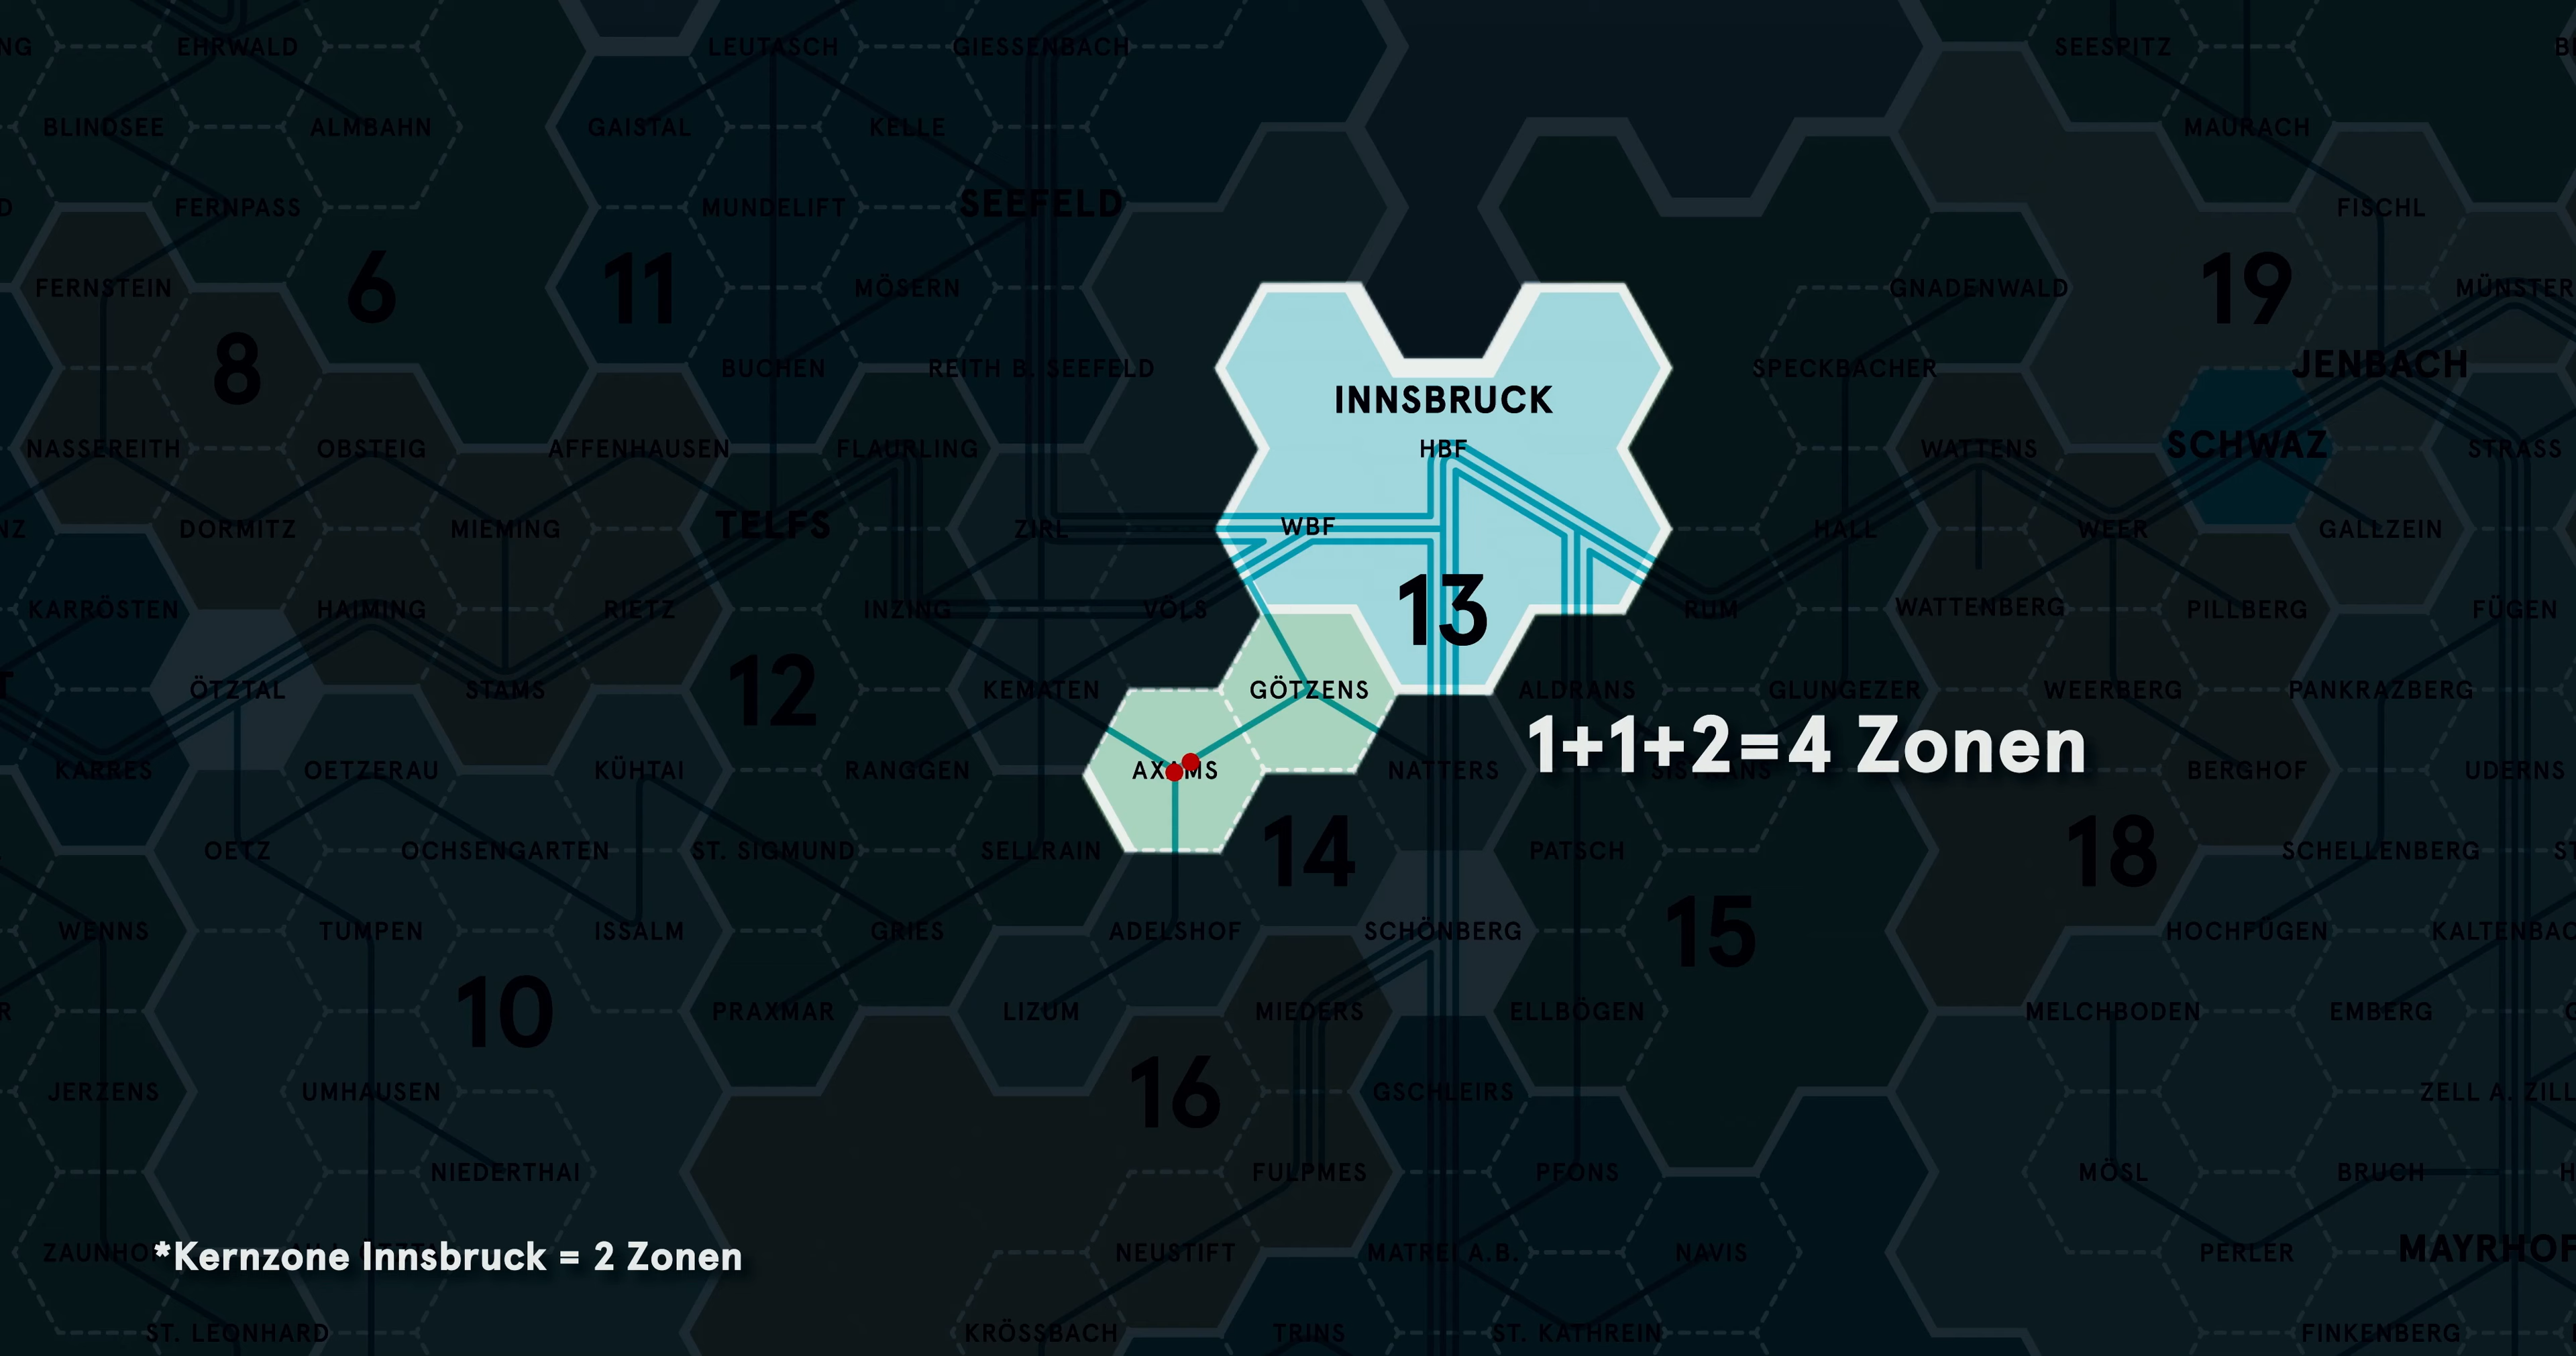 EHRWALD
LEUTASCH
GIESSENBACH
SEESPITZ
BLINDSEE
ALMBAHN
GAISTAL
KELLE
MAURACH
FERNPASS
MUNDELIFT
SEEFELD
FISCHL
FERNSTEIN
6
11
MÖSERN
GNADENWALD
19
MÜNSTER
8
BUCHEN
REITH B. SEEFELD
SPECKBACHER
JENBACH
INNSBRUCK
NASSEREITH
OBSTEIG
AFFENHAUSEN
FLAURLING
HBF
WATTENS
SCHWAZ
STRASS
DORMITZ
MIEMING
TELFS
ZIRL
WBF
HALL
WEER
GALLZEIN
KARRÖSTEN
HAIMING
RIETZ
INZING
VÖLS
13
RUM
WATTENBERG
PILLBERG
FÜGEN
ÖTZTAL
STAMS
12
KEMATEN
GÖTZENS
ALDRANS
GLUNGEZER
WEERBERG
PANKRAZBERG
1+1+2=4 Zonen
KARRES
OETZERAU
KÜHTAI
RANGGEN
AXAMS
NATTERS
SISTRANS
BERGHOF
UDERNS
OETZ
OCHSENGARTEN
ST. SIGMUND
SELLRAIN
14
PATSCH
18
SCHELLENBERG
WENNS
TUMPEN
ISSALM
GRIES
ADELSHOF
SCHÖNBERG
15
HOCHFÜGEN
KALTENBAC
10
PRAXMAR
LIZUM
MIEDERS
ELLBÖGEN
MELCHBODEN
EMBERG
JERZENS
UMHAUSEN
16
GSCHLEIRS
ZELL A. ZILL
NIEDERTHAI
FULPMES
PFONS
MÖSL
BRUCH
ZAUNHO
*Kernzone Innsbruck = 2 Zonen
NEUSTIFT
MATREI A.B.
NAVIS
PERLER
MAYRHOF
ST. LEONHARD
KRÖSSBACH
TRINS
ST. KATHREIN
FINKENBERG